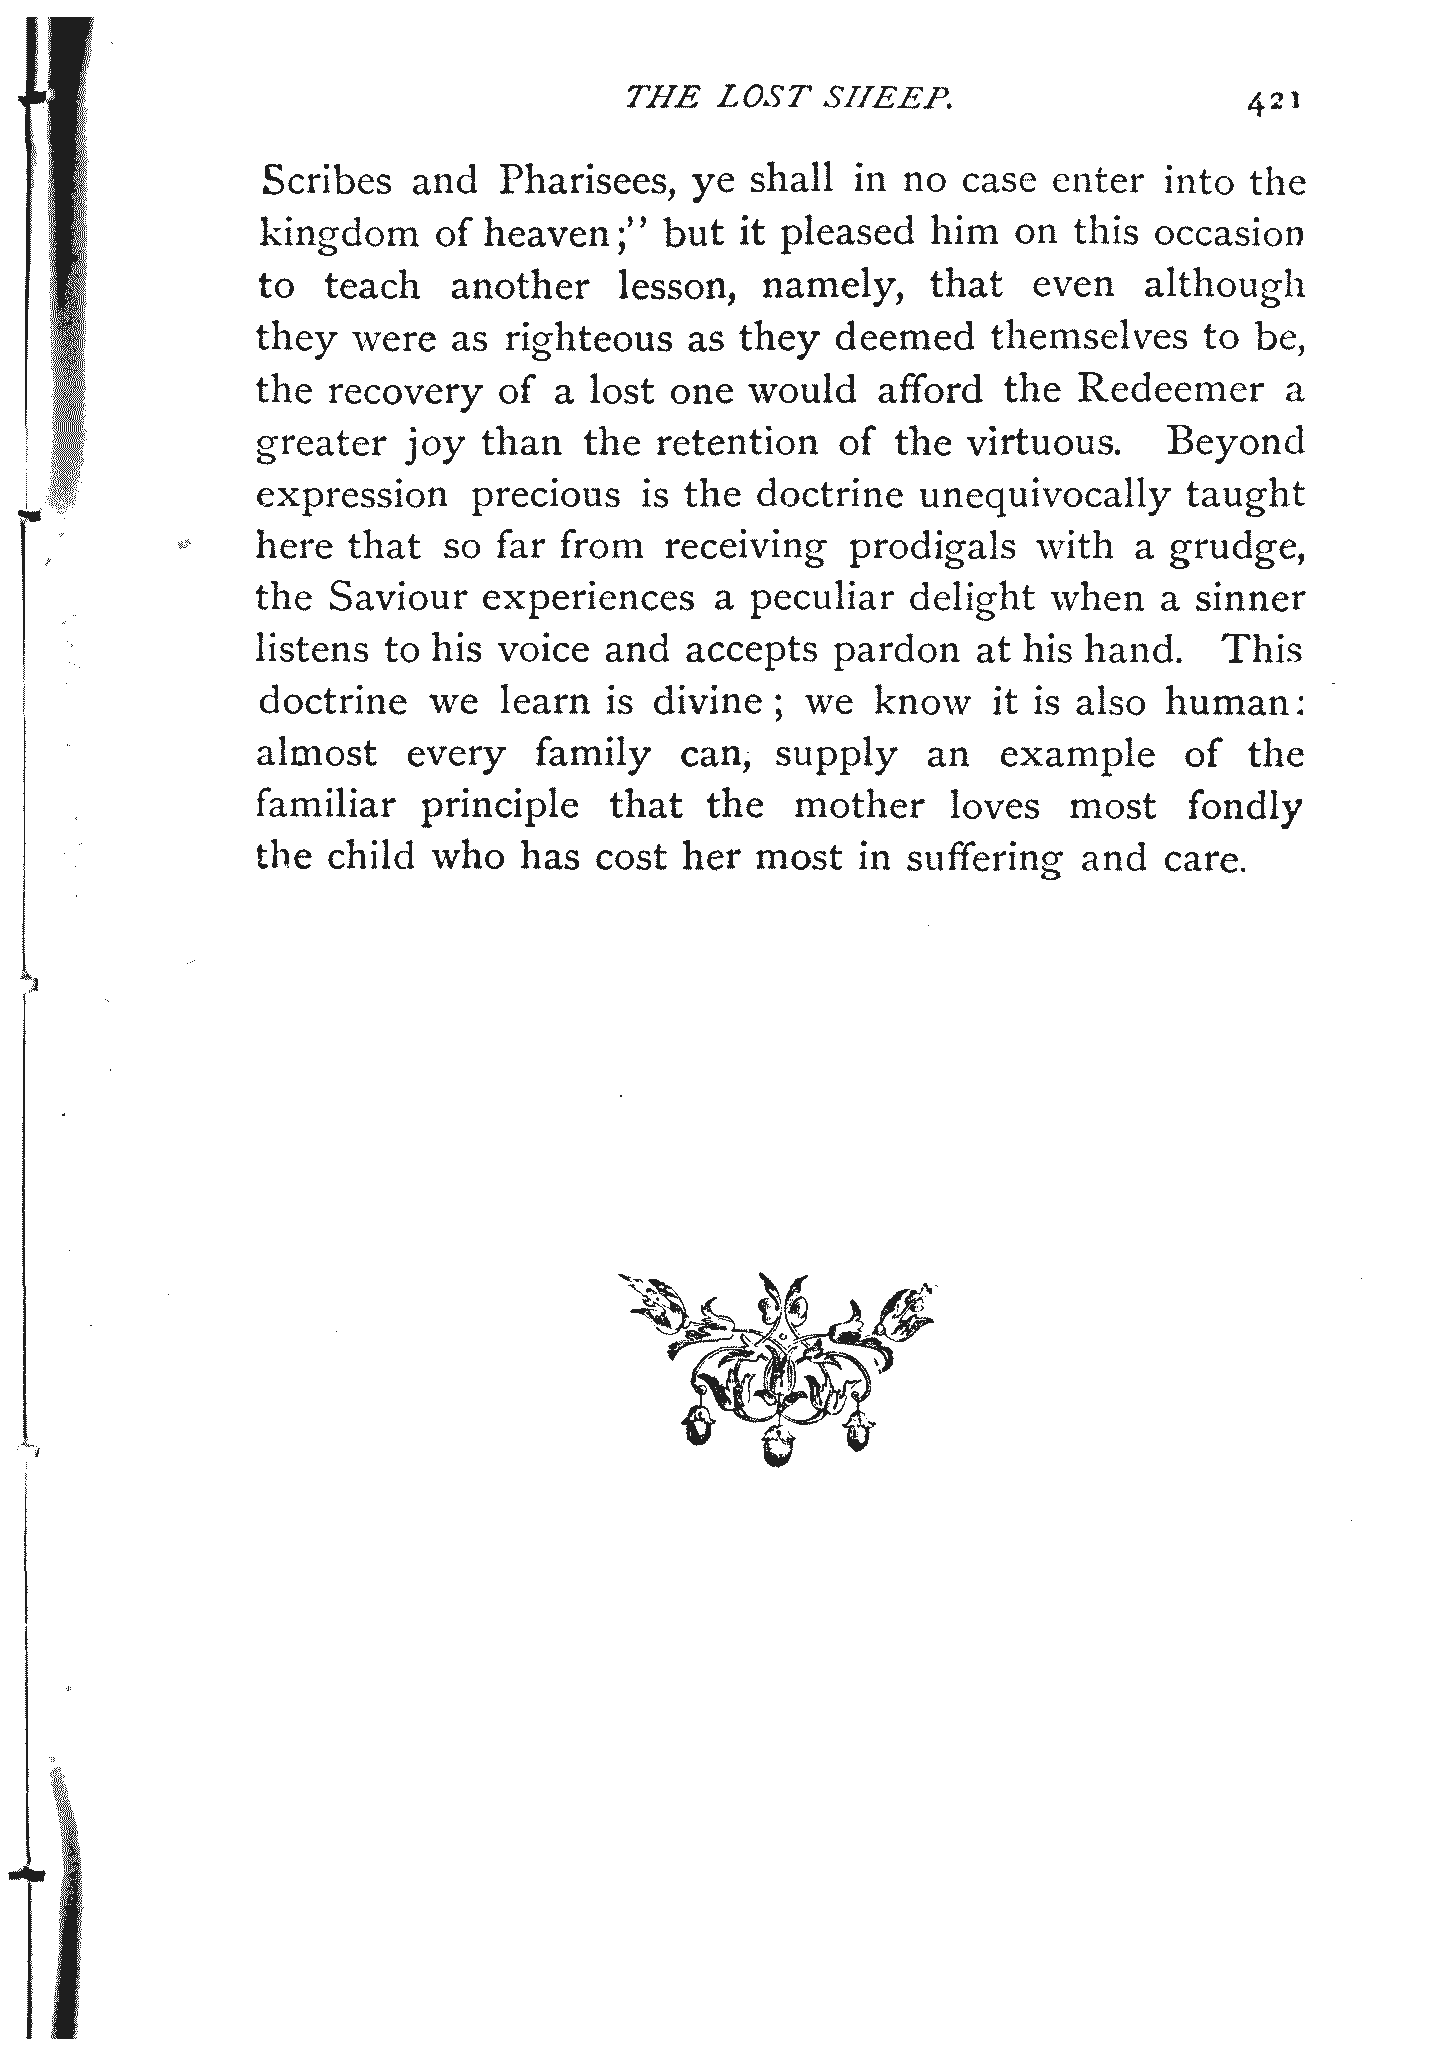 THE LOST SHEEP. 421
Scribes and Pharisees, ye shall in no case enter into the
kingdom of heaven;" but it pleased him on this occasion
to teach another lesson, namely, that even although
they were as righteous as they deemed themselves to be,
the recovery of a lost one would afford the Redeemer a
greater joy than the retention of the virtuous. Beyond
expression precious is the doctrine unequivocally taught
here that so far from receiving prodigals with a grudge,
the Saviour experiences a peculiar delight when a sinner
listens to his voice and accepts pardon at his hand. This
doctrine we learn is divine; we know it is also human:
almost every family can, supply an example of the
familiar principle that the mother loves most fondly
the child who has cost her most in suffering and care.